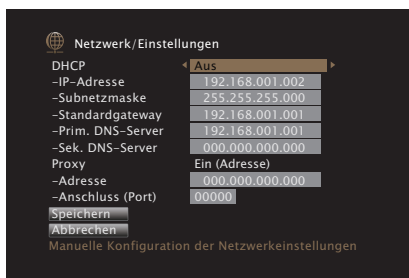 Netzwerk/Einstellungen
DHCP Aus
-IP-Adresse 192.168.001.002
-Subnetzmaske 255.255.255.000
-Standardgateway 192.168.001.001
-Prim. DNS-Server 192.168.001.001
-Sek. DNS-Server 000.000.000.000
Proxy Ein (Adresse)
-Adresse 000.000.000.000
-Anschluss (Port) 00000
Speichern
Abbrechen
Manuelle Konfiguration der Netzwerkeinstellungen